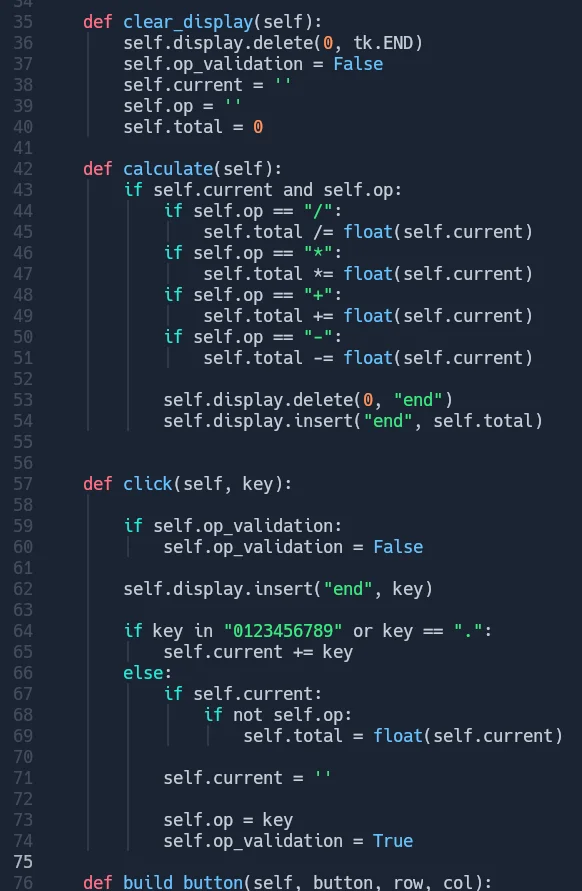 34
35 def clear_display(self):
36 self.display.delete(0, tk.END)
37 self.op_validation = False
38 self.current = ''
39 self.op = ''
40 self.total = 0
41
42 def calculate(self):
43 if self.current and self.op:
44 if self.op == "/":
45 self.total /= float(self.current)
46 if self.op == "*":
47 self.total *= float(self.current)
48 if self.op == "+":
49 self.total += float(self.current)
50 if self.op == "-":
51 self.total -= float(self.current)
52
53 self.display.delete(0, "end")
54 self.display.insert("end", self.total)
55
56
57 def click(self, key):
58
59 if self.op_validation:
60 self.op_validation = False
61
62 self.display.insert("end", key)
63
64 if key in "0123456789" or key == ".":
65 self.current += key
66 else:
67 if self.current:
68 if not self.op:
69 self.total = float(self.current)
70
71 self.current = ''
72
73 self.op = key
74 self.op_validation = True
75
76 def build_button(self, button, row, col):